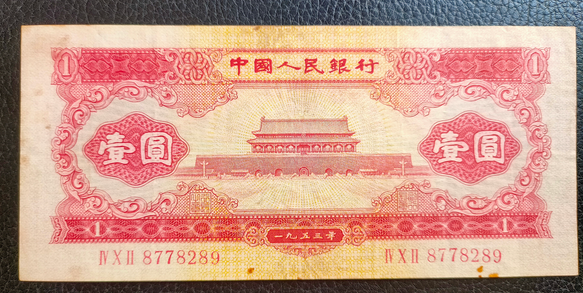 1 中國人民銀行 1
壹圓 壹圓
1 一九五三年 1
IV X II 8778289 IV X II 8778289